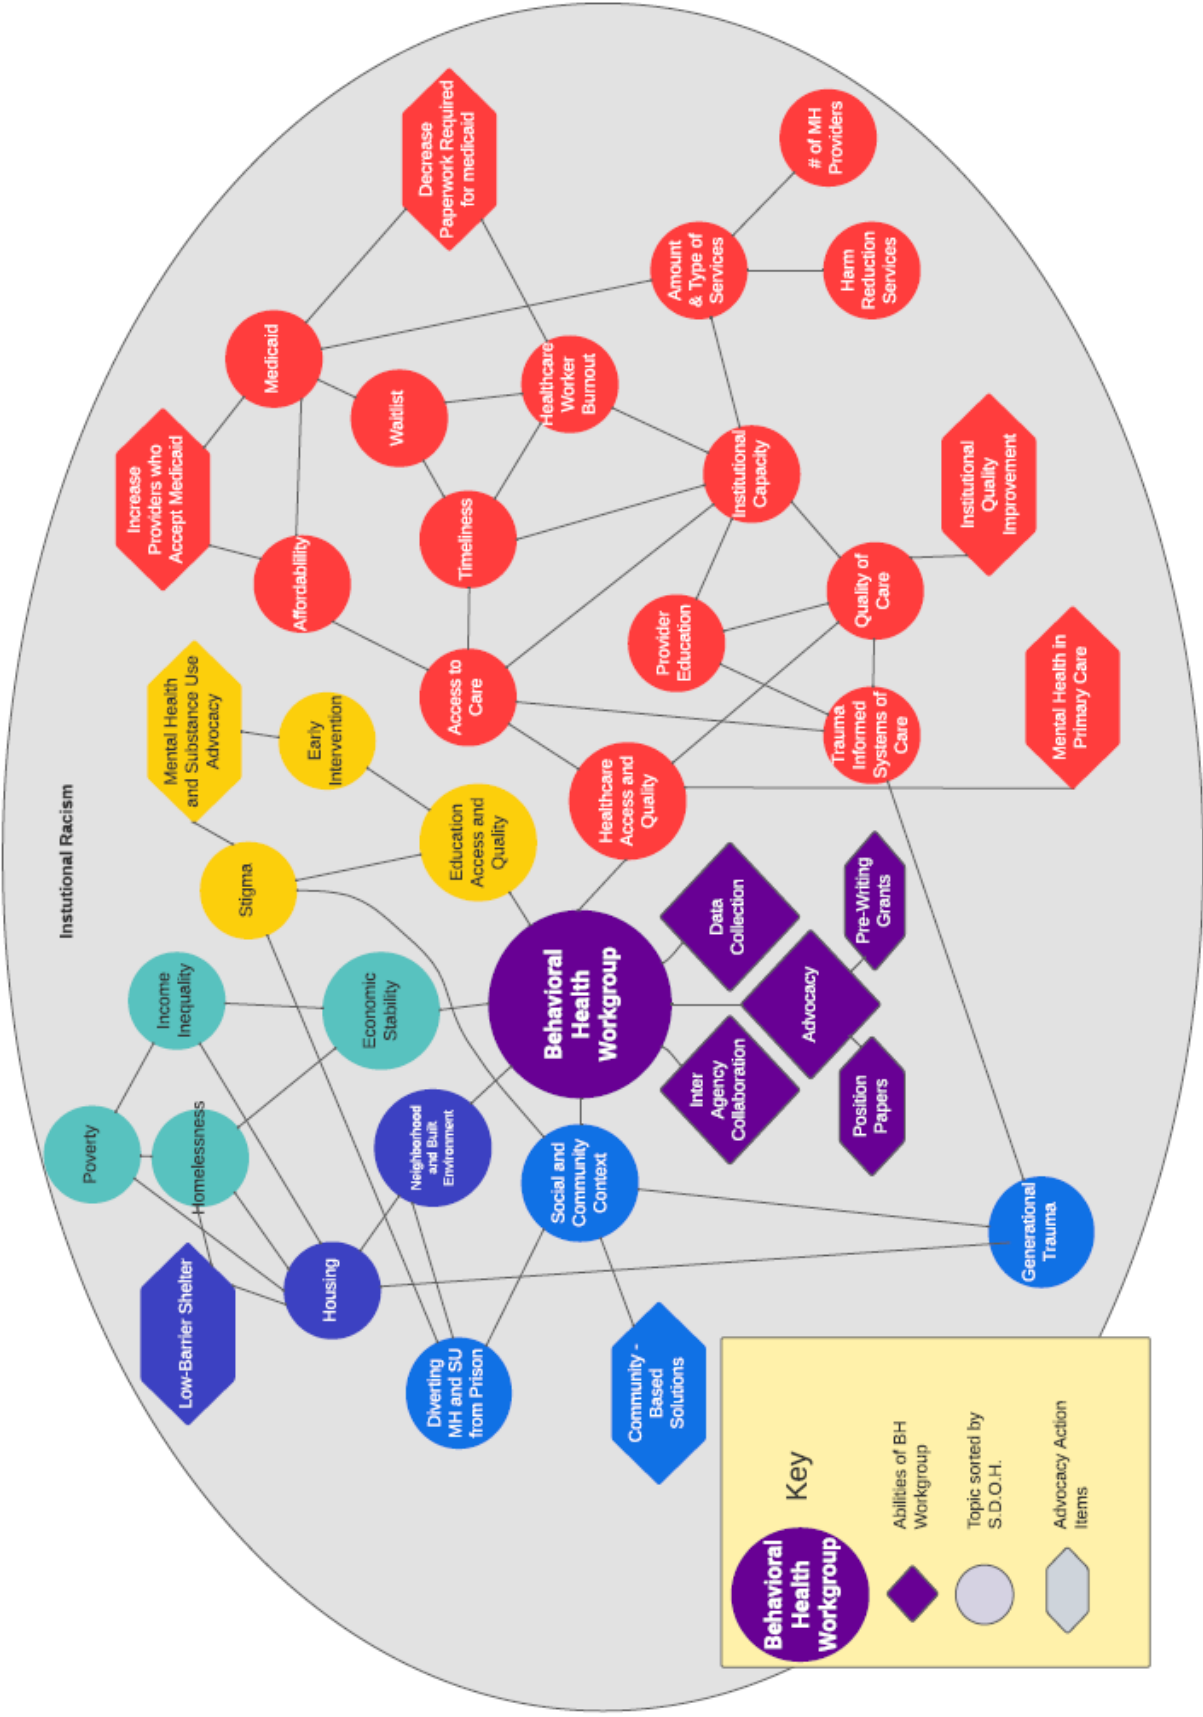 Instutional Racism
Poverty
Income
Inequality
Homelessness
Economic
Stability
Low-Barrier Shelter
Housing
Neighborhood
and Built
Environment
Stigma
Mental Health
and Substance Use
Advocacy
Early
Intervention
Education
Access and
Quality
Increase
Providers who
Accept Medicaid
Medicaid
Affordablility
Decrease
Paperwork Required
for medicaid
Waitlist
Timeliness
Healthcare
Worker
Burnout
Access to
Care
Diverting
MH and SU
from Prison
Social and
Community
Context
Community -
Based
Solutions
Generational
Trauma
Behavioral
Health
Workgroup
Inter
Agency
Collaboration
Data
Collection
Advocacy
Position
Papers
Pre-Writing
Grants
Healthcare
Access and
Quality
Provider
Education
Trauma
Informed
Systems of
Care
Quality of
Care
Institutional
Capacity
Amount
& Type of
Services
# of MH
Providers
Harm
Reduction
Services
Institutional
Quality
Improvement
Mental Health in
Primary Care
Key
Behavioral
Health
Workgroup
Abilities of BH
Workgroup
Topic sorted by
S.D.O.H.
Advocacy Action
Items